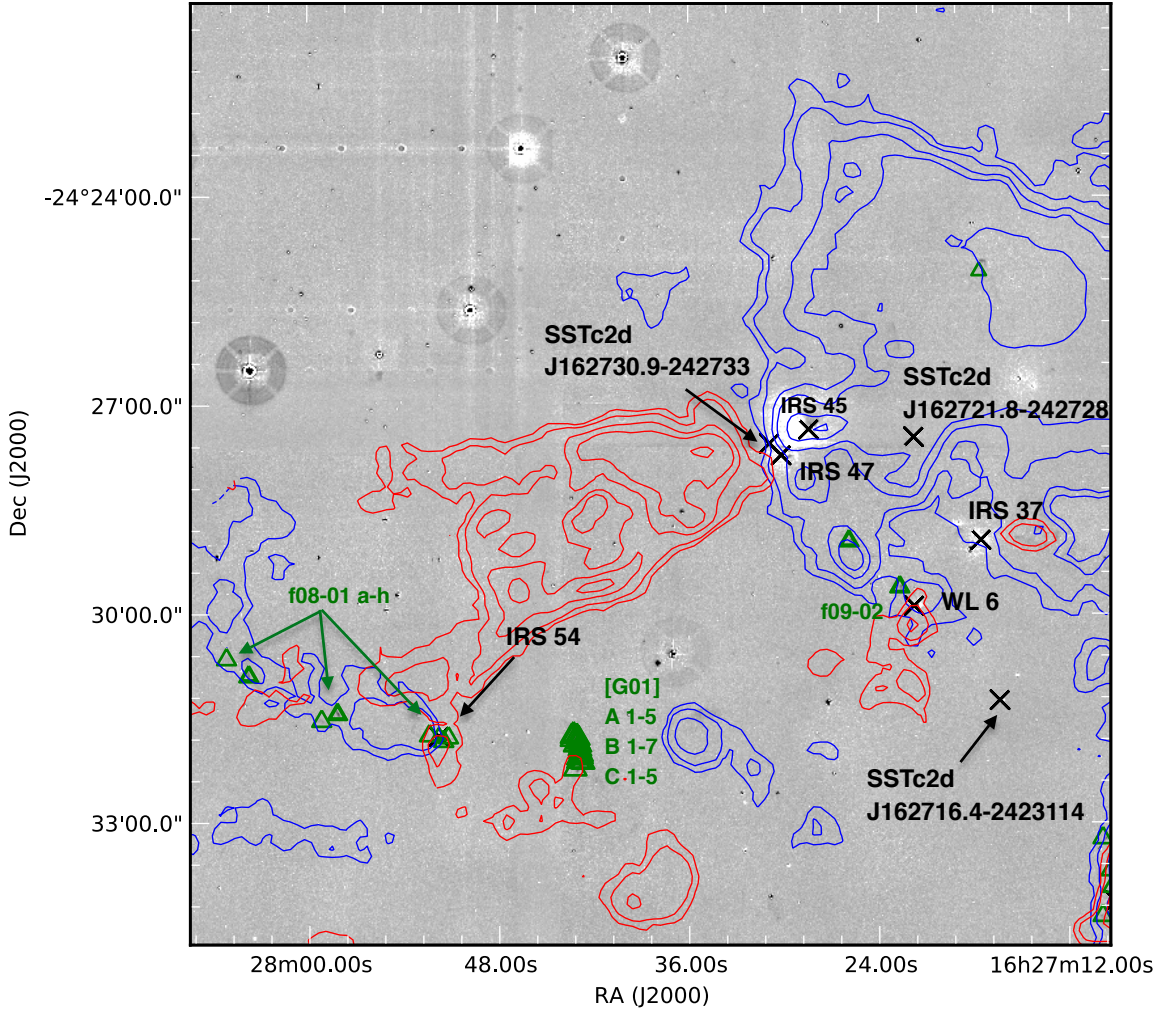 -24°24'00.0"
SSTc2d
J162730.9-242733
SSTc2d
J162721.8-242728
27'00.0"
IRS 45
IRS 47
IRS 37
f08-01 a-h
30'00.0"
f09-02
WL 6
IRS 54
[G01]
A 1-5
B 1-7
C 1-5
SSTc2d
J162716.4-2423114
33'00.0"
Dec (J2000)
28m00.00s
48.00s
36.00s
24.00s
16h27m12.00s
RA (J2000)